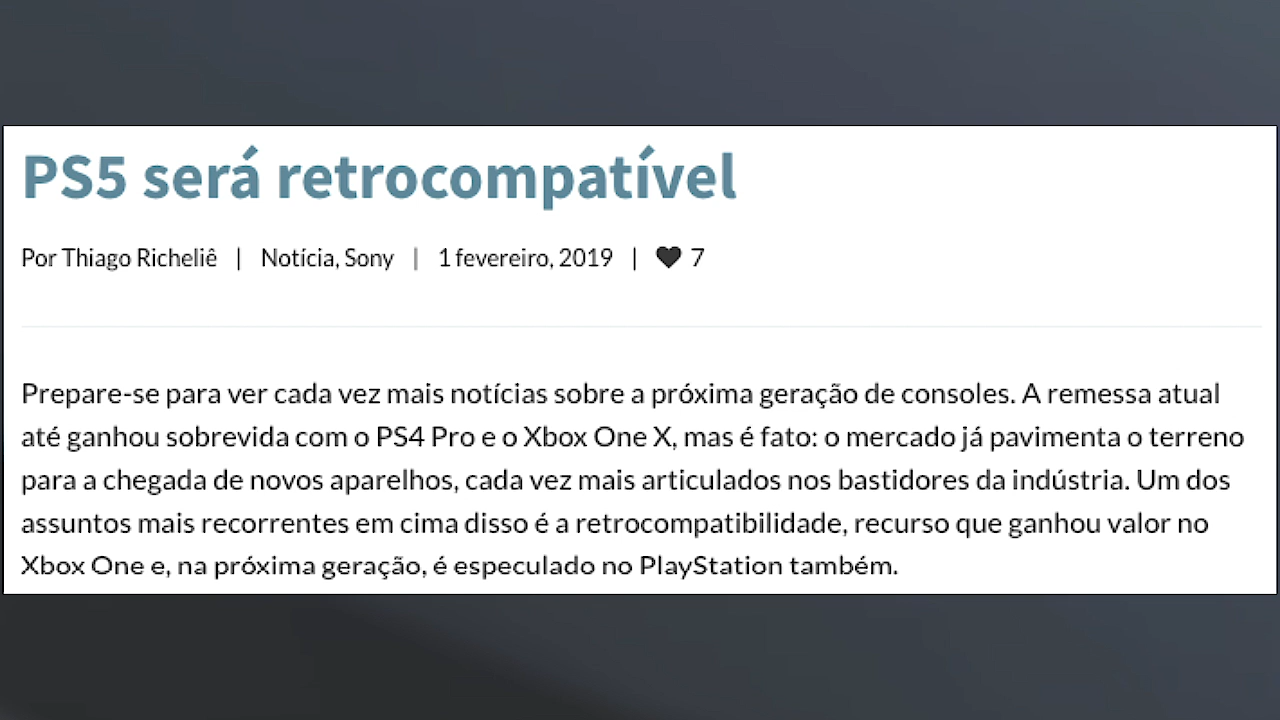 PS5 será retrocompatível
Por Thiago Richeliê | Notícia, Sony | 1 fevereiro, 2019 | ♥ 7
Prepare-se para ver cada vez mais notícias sobre a próxima geração de consoles. A remessa atual
até ganhou sobrevida com o PS4 Pro e o Xbox One X, mas é fato: o mercado já pavimenta o terreno
para a chegada de novos aparelhos, cada vez mais articulados nos bastidores da indústria. Um dos
assuntos mais recorrentes em cima disso é a retrocompatibilidade, recurso que ganhou valor no
Xbox One e, na próxima geração, é especulado no PlayStation também.